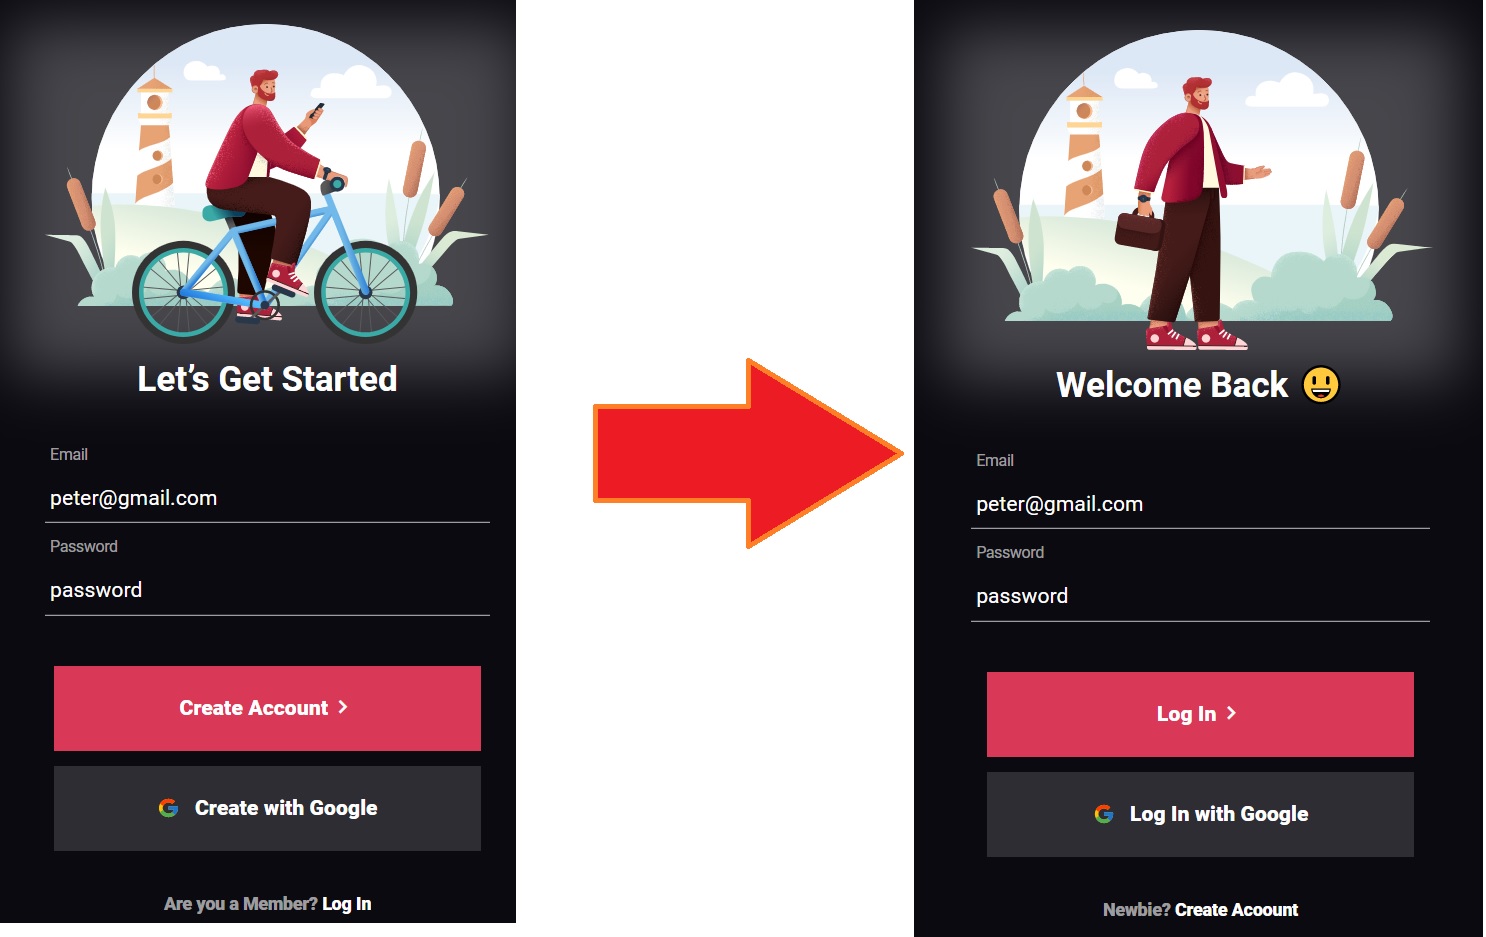 Let's Get Started
Email
peter@gmail.com
Password
password
Create Account
Create with Google
Are you a Member? Log In
Welcome Back
Email
peter@gmail.com
Password
password
Log In
Log In with Google
Newbie? Create Acoount